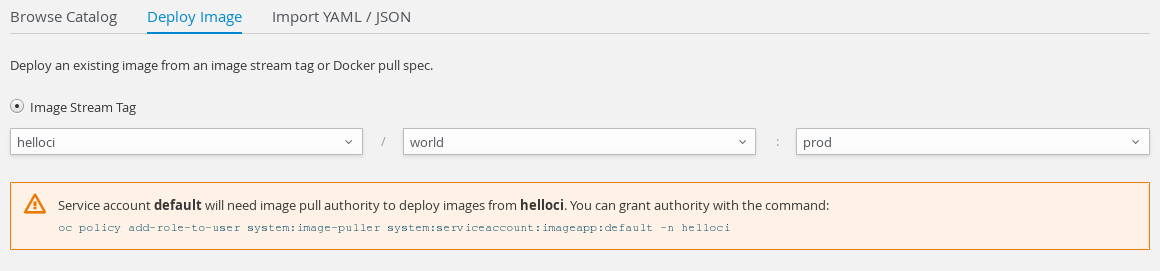 Browse Catalog Deploy Image Import YAML / JSON
Deploy an existing image from an image stream tag or Docker pull spec.
Image Stream Tag
helloci / world : prod
Service account default will need image pull authority to deploy images from helloci. You can grant authority with the command:
oc policy add-role-to-user system:image-puller system:serviceaccount:imageapp:default -n helloci